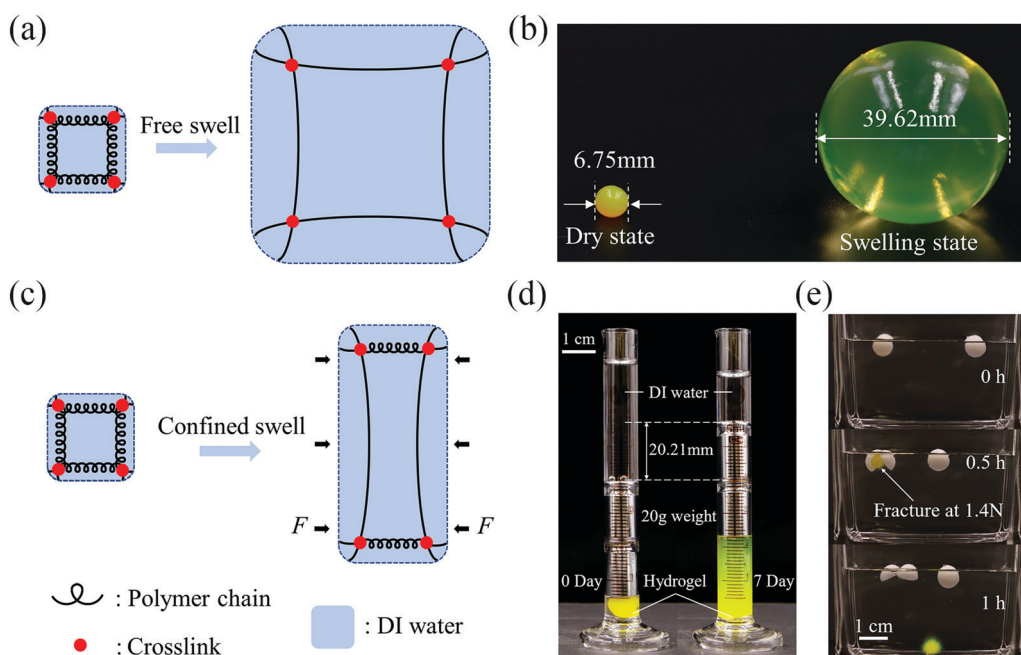 (a)
Free swell
(b)
39.62mm
6.75mm
Dry state
Swelling state
(c)
Confined swell
F
F
: Polymer chain
: Crosslink
: DI water
(d)
1 cm
DI water
20.21mm
20g weight
0 Day
Hydrogel
7 Day
(e)
0 h
0.5 h
Fracture at 1.4N
1 h
1 cm